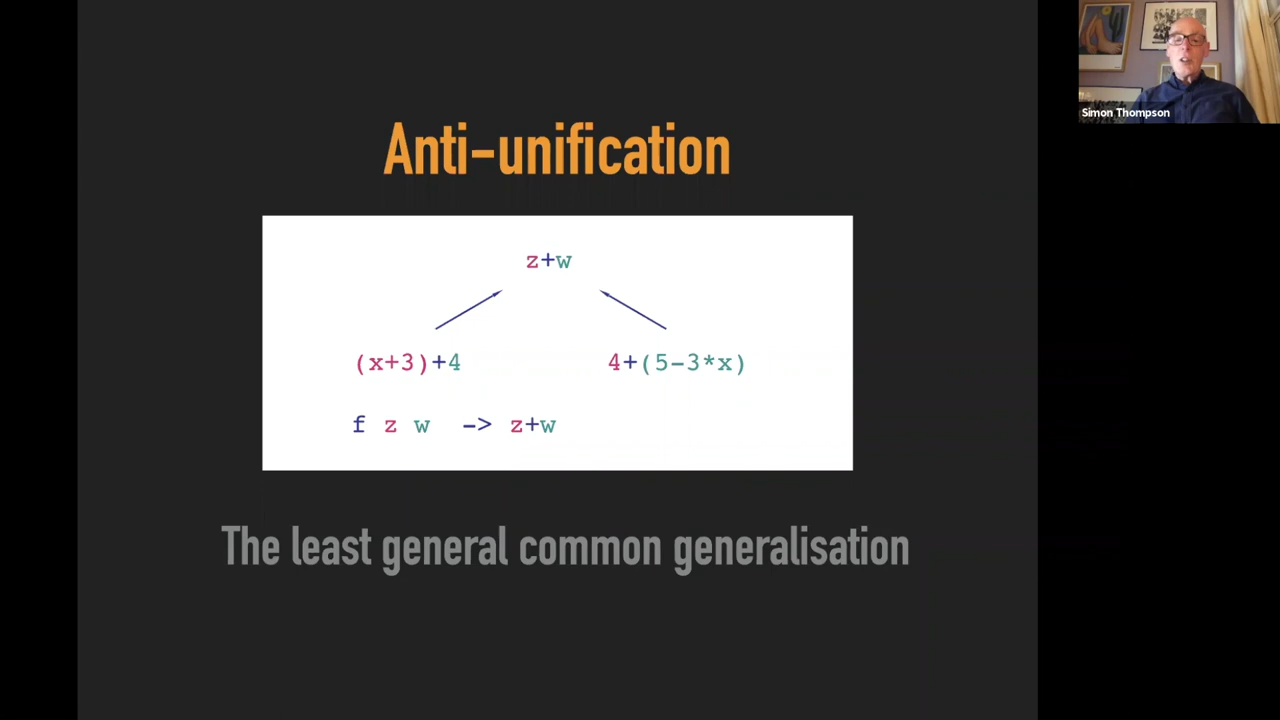 Anti-unification
z+w
(x+3)+4
4+(5-3*x)
f z w -> z+w
The least general common generalisation
Simon Thompson